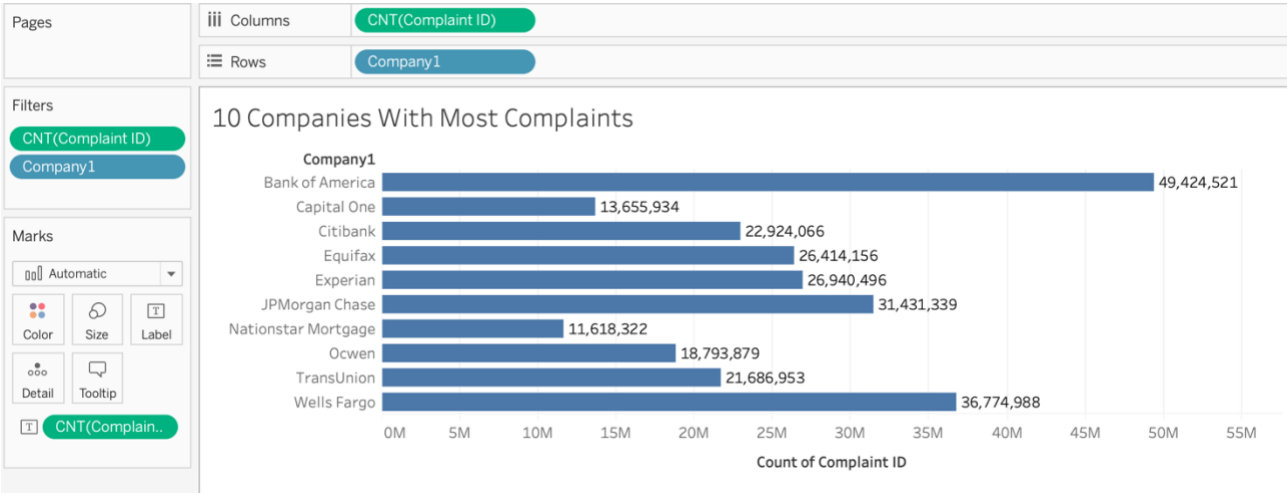 Pages
Columns
CNT(Complaint ID)
Rows
Company1
Filters
CNT(Complaint ID)
Company1
Marks
Automatic
Color
Size
T
Label
Detail
Tooltip
T
CNT(Complain..
10 Companies With Most Complaints
Company1
Bank of America 49,424,521
Capital One 13,655,934
Citibank 22,924,066
Equifax 26,414,156
Experian 26,940,496
JPMorgan Chase 31,431,339
Nationstar Mortgage 11,618,322
Ocwen 18,793,879
TransUnion 21,686,953
Wells Fargo 36,774,988
0M 5M 10M 15M 20M 25M 30M 35M 40M 45M 50M 55M
Count of Complaint ID